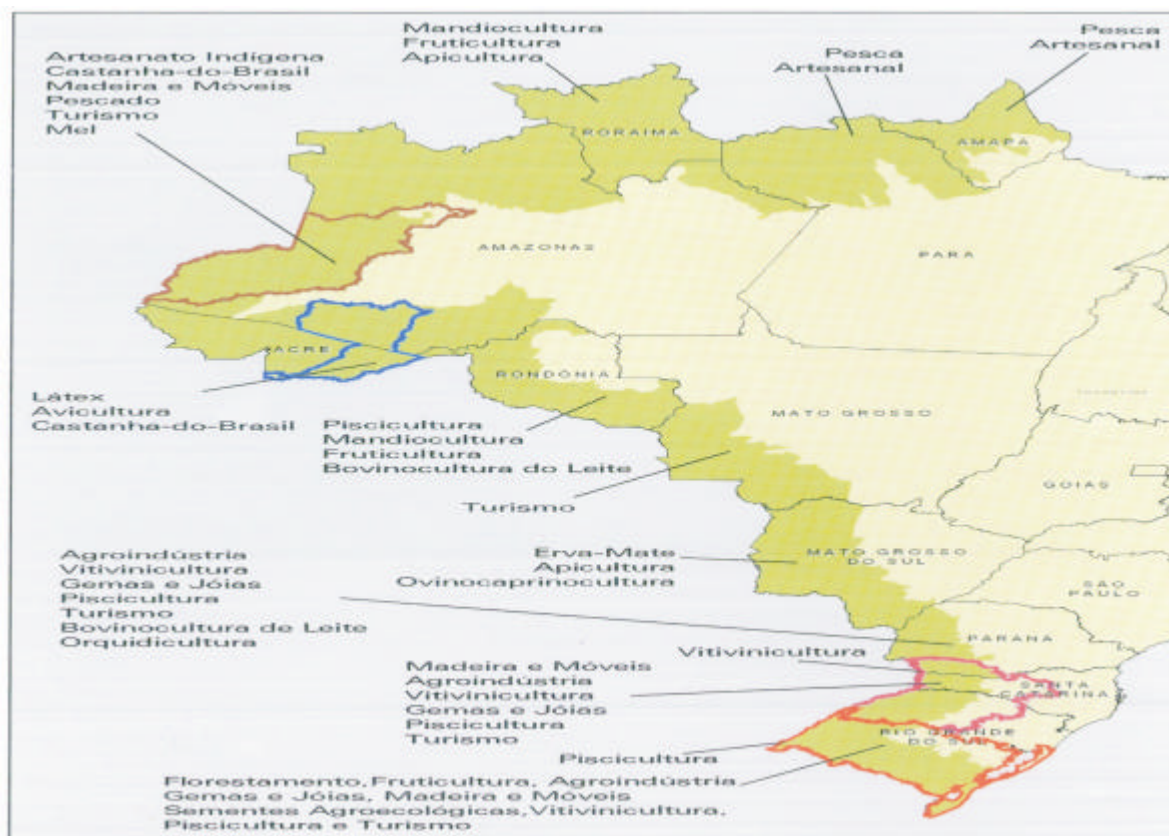 Mandiocultura
Fruticultura
Apicultura
Pesca
Artesanal
Pesca
Artesanal
Artesanato Indígena
Castanha-do-Brasil
Madeira e Móveis
Pescado
Turismo
Mel
RORAIMA
AMAPÁ
AMAZONAS
PARÁ
ACRE
RONDÔNIA
MATO GROSSO
GOIÁS
Látex
Avicultura
Castanha-do-Brasil
Piscicultura
Mandiocultura
Fruticultura
Bovinocultura do Leite
Turismo
Erva-Mate
Apicultura
Ovinocaprinocultura
MATO GROSSO
DO SUL
SÃO
PAULO
Agroindústria
Vitivinicultura
Gemas e Jóias
Piscicultura
Turismo
Bovinocultura de Leite
Orquidicultura
PARANÁ
Vitivinicultura
Madeira e Móveis
Agroindústria
Vitivinicultura
Gemas e Jóias
Piscicultura
Turismo
SANTA
CATARINA
RIO GRANDE
DO SUL
Piscicultura
Florestamento,Fruticultura, Agroindústria
Gemas e Jóias, Madeira e Móveis
Sementes Agroecológicas,Vitivinicultura,
Piscicultura e Turismo